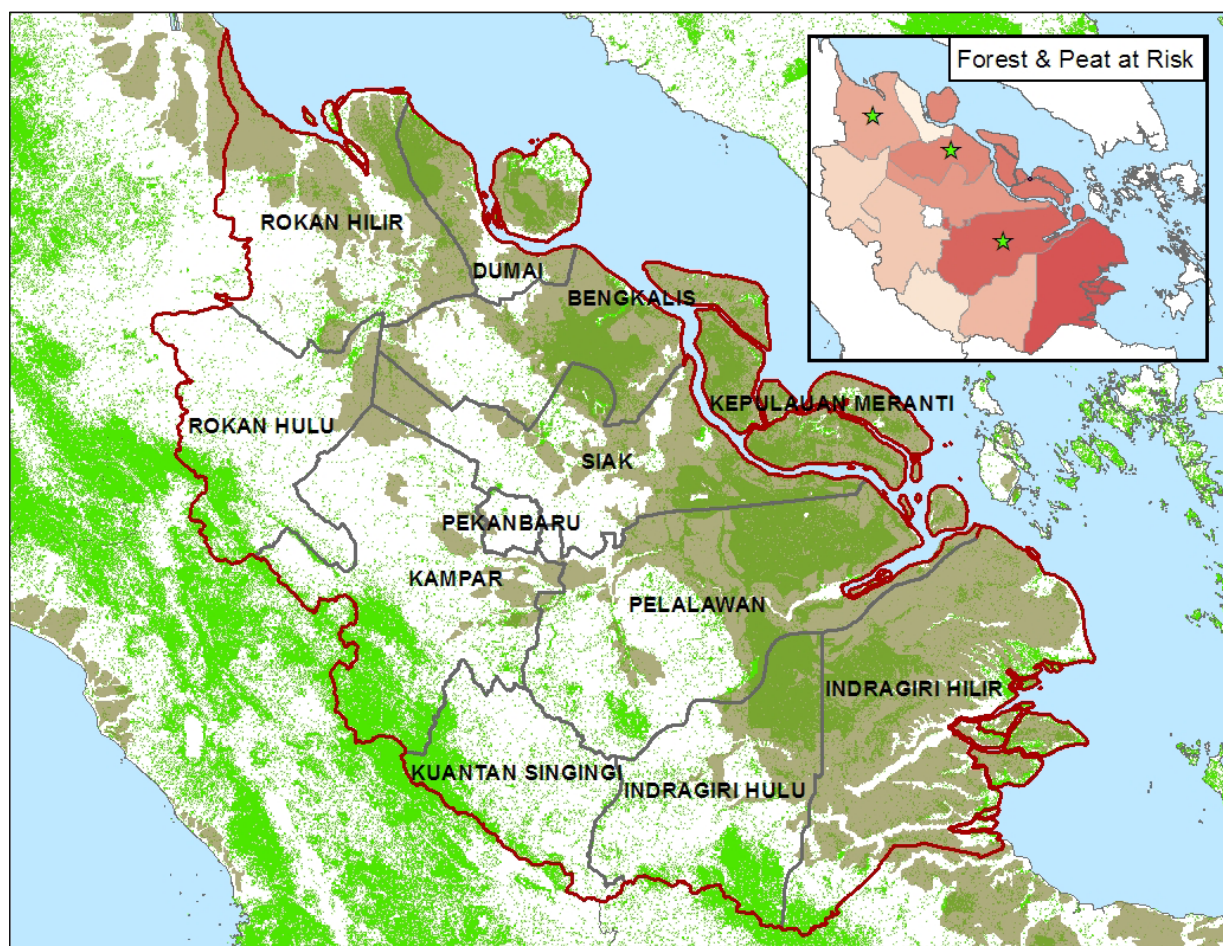 Forest & Peat at Risk
ROKAN HILIR
DUMAI
BENGKALIS
KEPULAUAN MERANTI
ROKAN HULU
SIAK
PEKANBARU
KAMPAR
PELALAWAN
INDRAGIRI HILIR
KUANTAN SINGINGI
INDRAGIRI HULU